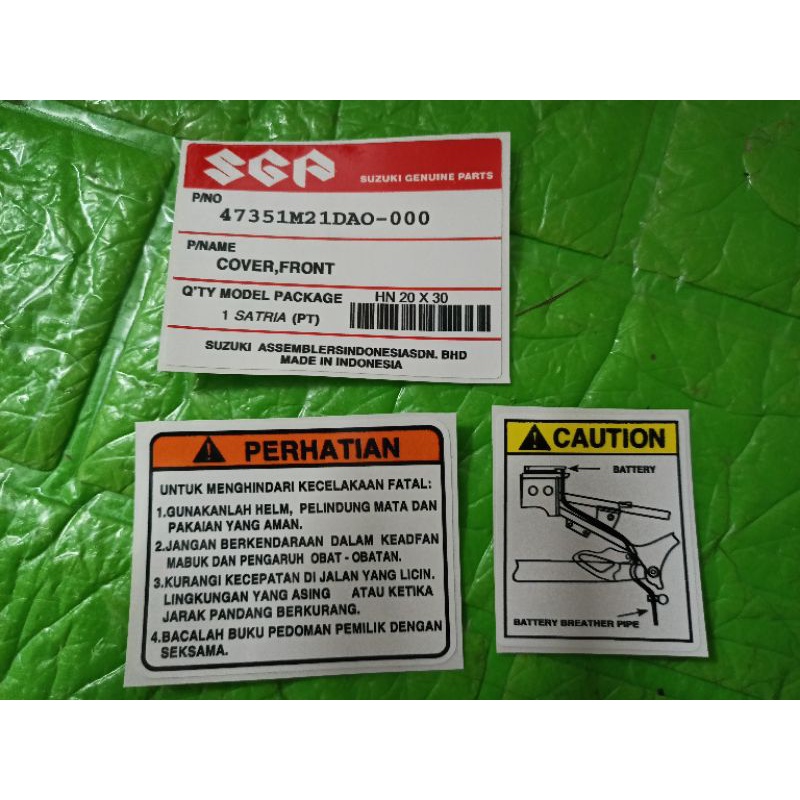 SGP SUZUKI GENUINE PARTS
P/NO
47351M21DAO-000
P/NAME
COVER,FRONT
Q'TY MODEL PACKAGE HN 20 X 30
1 SATRIA (PT)
SUZUKI ASSEMBLERSINDONESIASDN. BHD
MADE IN INDONESIA
PERHATIAN
UNTUK MENGHINDARI KECELAKAAN FATAL:
1.GUNAKANLAH HELM, PELINDUNG MATA DAN
PAKAIAN YANG AMAN.
2.JANGAN BERKENDARAAN DALAM KEADFAN
MABUK DAN PENGARUH OBAT - OBATAN.
3.KURANGI KECEPATAN DI JALAN YANG LICIN.
LINGKUNGAN YANG ASING ATAU KETIKA
JARAK PANDANG BERKURANG.
4.BACALAH BUKU PEDOMAN PEMILIK DENGAN
SEKSAMA.
CAUTION
BATTERY
BATTERY BREATHER PIPE